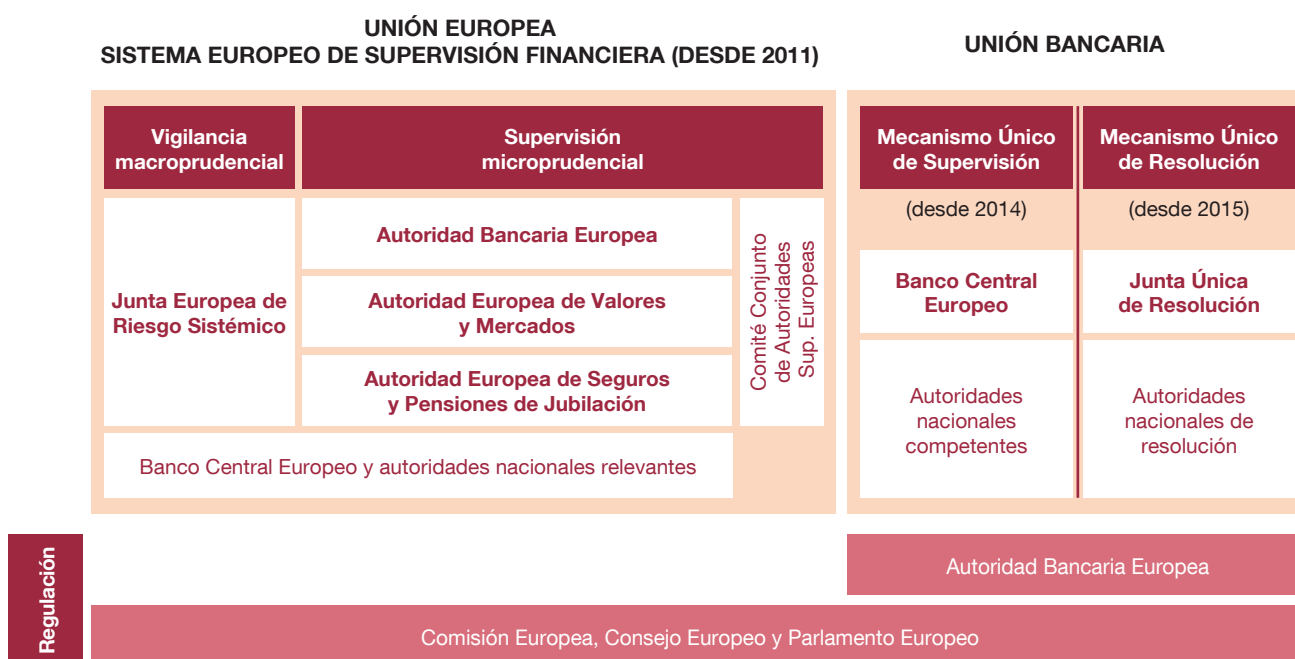 UNIÓN EUROPEA
SISTEMA EUROPEO DE SUPERVISIÓN FINANCIERA (DESDE 2011)
UNIÓN BANCARIA
Vigilancia
macroprudencial
Supervisión
microprudencial
Mecanismo Único
de Supervisión
Mecanismo Único
de Resolución
(desde 2014)
(desde 2015)
Junta Europea de
Riesgo Sistémico
Autoridad Bancaria Europea
Autoridad Europea de Valores
y Mercados
Autoridad Europea de Seguros
y Pensiones de Jubilación
Comité Conjunto
de Autoridades
Sup. Europeas
Banco Central
Europeo
Junta Única
de Resolución
Autoridades
nacionales
competentes
Autoridades
nacionales de
resolución
Banco Central Europeo y autoridades nacionales relevantes
Regulación
Autoridad Bancaria Europea
Comisión Europea, Consejo Europeo y Parlamento Europeo